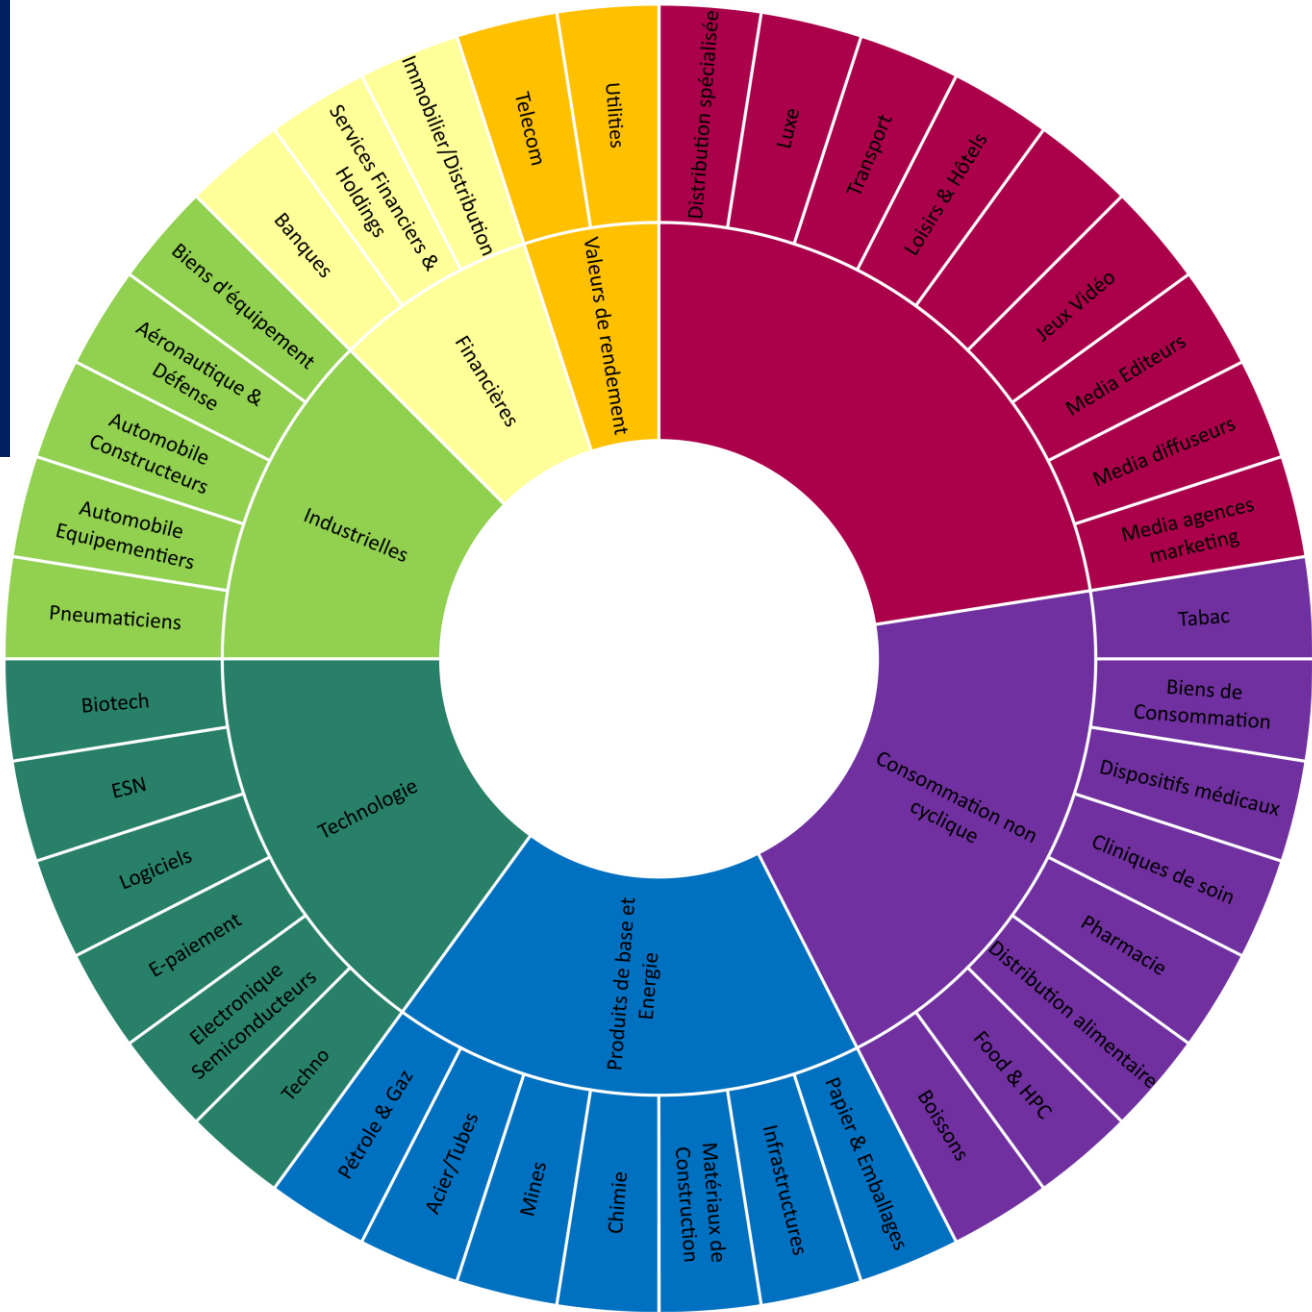 Distribution spécialisée
Luxe
Transport
Loisirs & Hôtels
Jeux Vidéo
Media Editeurs
Media diffuseurs
Media agences
marketing
Consommation non
cyclique
Tabac
Biens de
Consommation
Dispositifs médicaux
Cliniques de soin
Pharmacie
Distribution alimentaire
Food & HPC
Boissons
Produits de base et
Energie
Papier & Emballages
Infrastructures
Matériaux de
Construction
Chimie
Mines
Acier/Tubes
Pétrole & Gaz
Technologie
Techno
Electronique
Semiconducteurs
E-paiement
Logiciels
ESN
Biotech
Industrielles
Pneumaticiens
Automobile
Equipementiers
Automobile
Constructeurs
Aéronautique &
Défense
Biens d'équipement
Financières
Banques
Services Financiers &
Holdings
Immobilier/Distribution
Valeurs de rendement
Telecom
Utilities